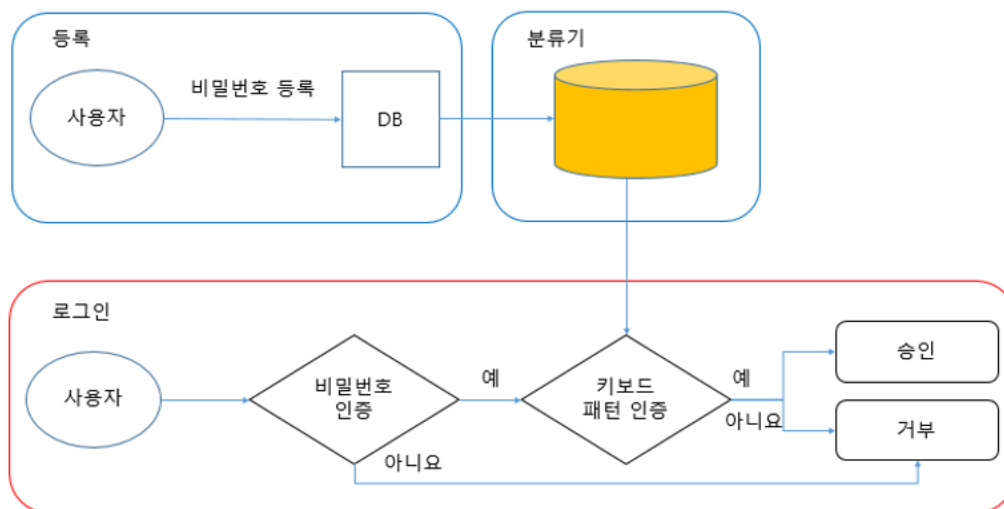 등록
분류기
비밀번호 등록
사용자
DB
로그인
사용자
비밀번호
인증
예
아니요
키보드
패턴 인증
예
아니요
승인
거부